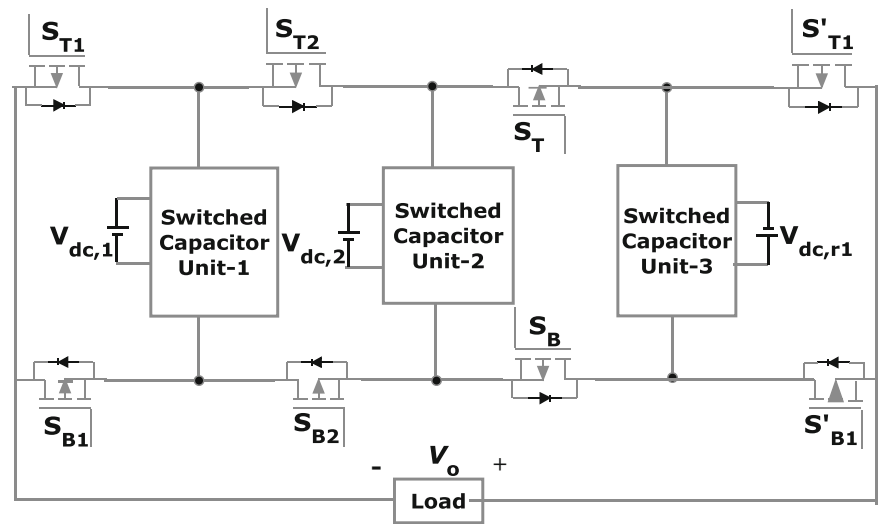 S_T1
S_T2
S'_T1
S_T
Switched
Capacitor
Unit-1
V_dc,1
Switched
Capacitor
Unit-2
V_dc,2
Switched
Capacitor
Unit-3
V_dc,r1
S_B
S_B1
S_B2
S'_B1
- V_o +
Load